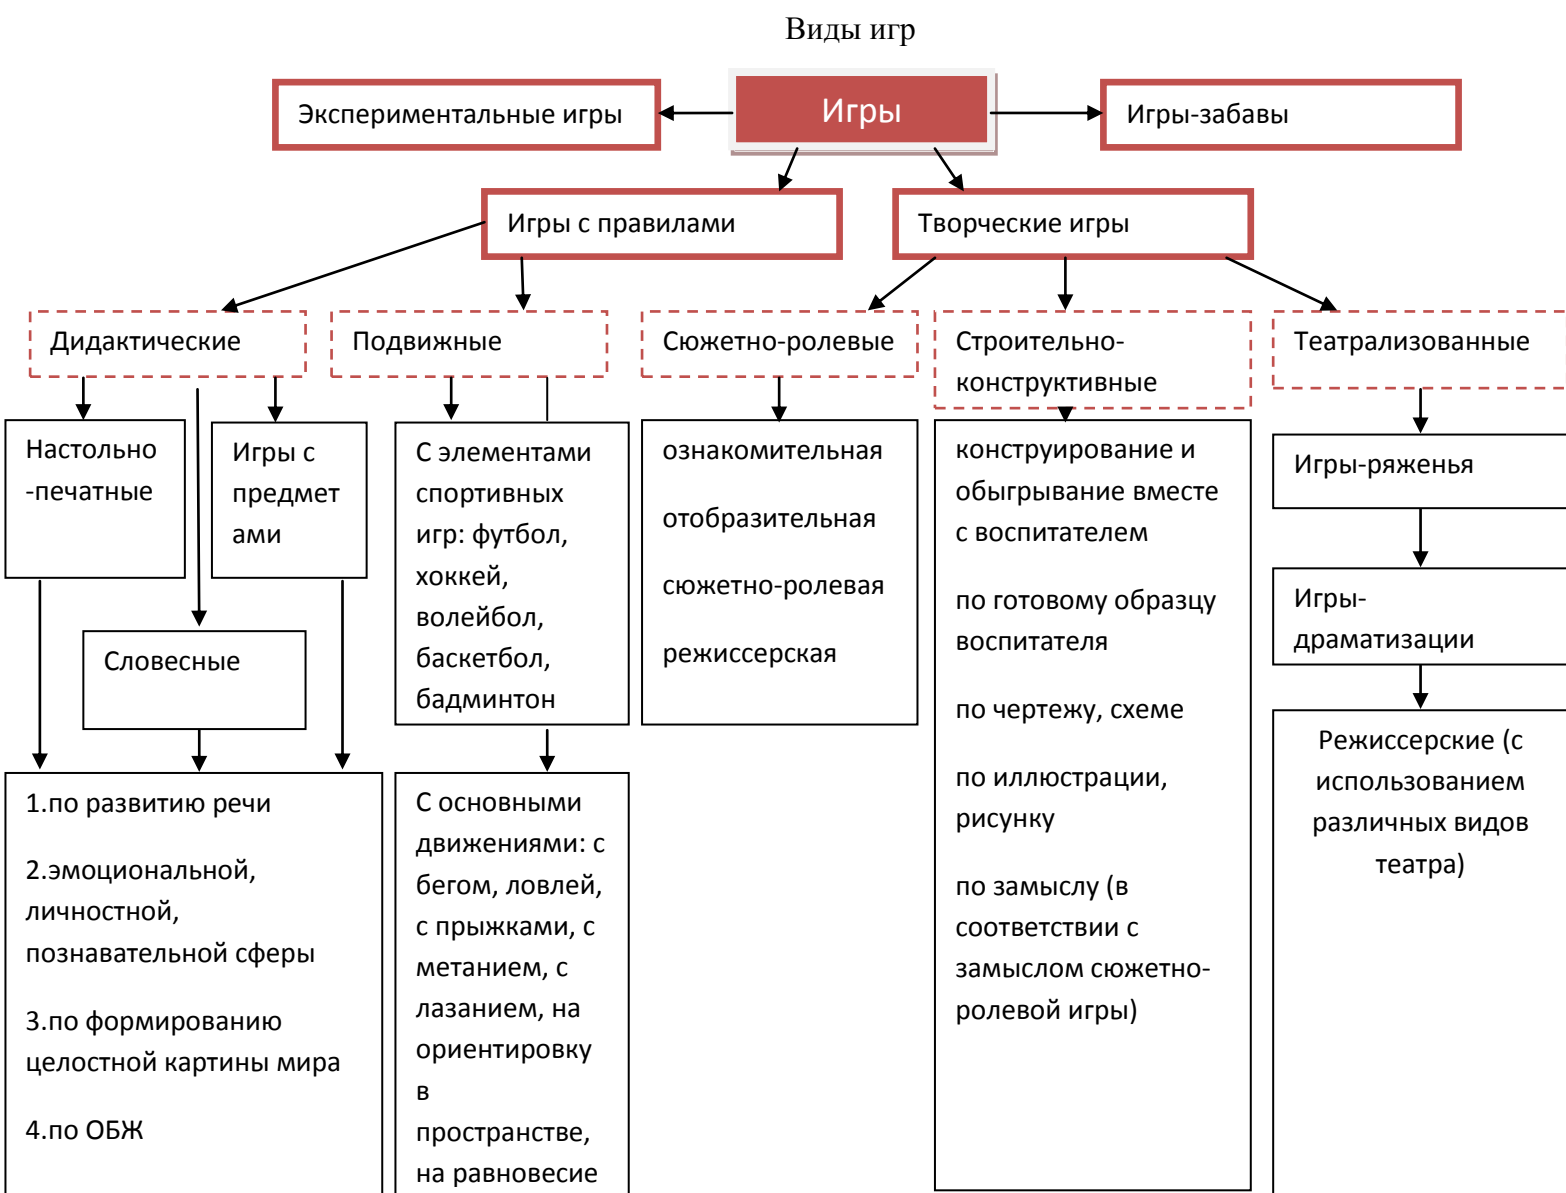 Виды игр
Игры
Экспериментальные игры
Игры-забавы
Игры с правилами
Творческие игры
Дидактические
Подвижные
Сюжетно-ролевые
Строительно-
конструктивные
Театрализованные
Настольно
-печатные
Игры с
предмет
ами
Словесные
1.по развитию речи
2.эмоциональной,
личностной,
познавательной сферы
3.по формированию
целостной картины мира
4.по ОБЖ
С элементами
спортивных
игр: футбол,
хоккей,
волейбол,
баскетбол,
бадминтон
С основными
движениями: с
бегом, ловлей,
с прыжками, с
метанием, с
лазанием, на
ориентировку
в
пространстве,
на равновесие
ознакомительная
отобразительная
сюжетно-ролевая
режиссерская
конструирование и
обыгрывание вместе
с воспитателем
по готовому образцу
воспитателя
по чертежу, схеме
по иллюстрации,
рисунку
по замыслу (в
соответствии с
замыслом сюжетно-
ролевой игры)
Игры-ряженья
Игры-
драматизации
Режиссерские (с
использованием
различных видов
театра)